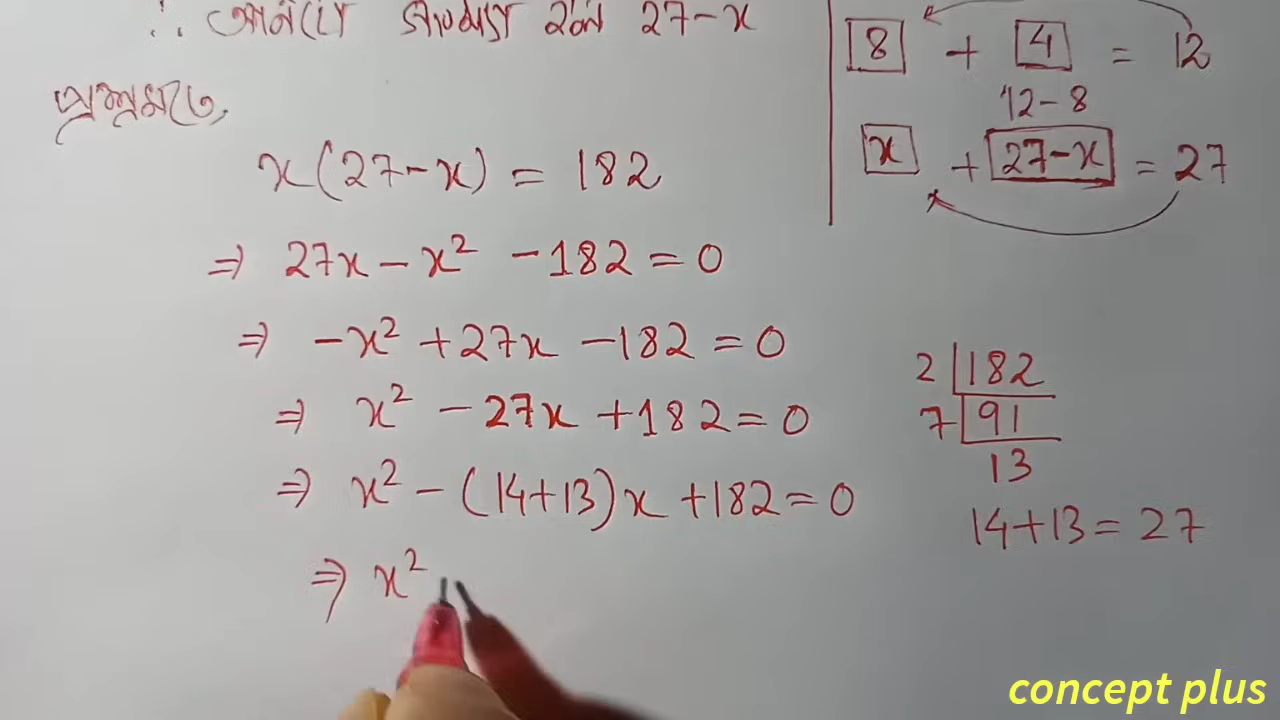 ∴ অপর সংখ্যা হবে 27-x
প্রশ্নমতে,
x(27-x) = 182
⇒ 27x - x² - 182 = 0
⇒ -x² + 27x - 182 = 0
⇒ x² - 27x + 182 = 0
⇒ x² - (14+13)x + 182 = 0
⇒ x²
8 + 4 = 12
12-8
x + 27-x = 27
2 | 182
7 | 91
13
14+13 = 27
concept plus